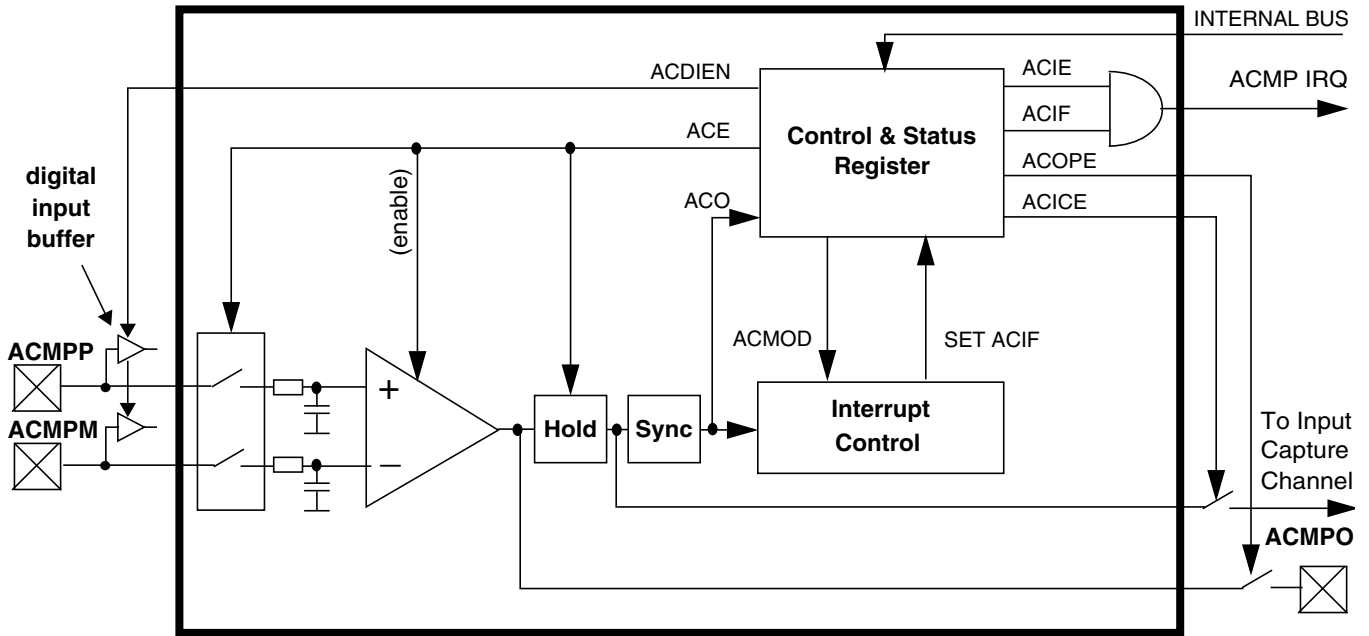 INTERNAL BUS
ACDIEN
ACIE
ACMP IRQ
ACIF
ACE
Control & Status
Register
ACOPE
digital
input
buffer
(enable)
ACO
ACICE
ACMOD
SET ACIF
ACMPP
+
Interrupt
Control
ACMPM
Hold
Sync
–
To Input
Capture
Channel
ACMPO